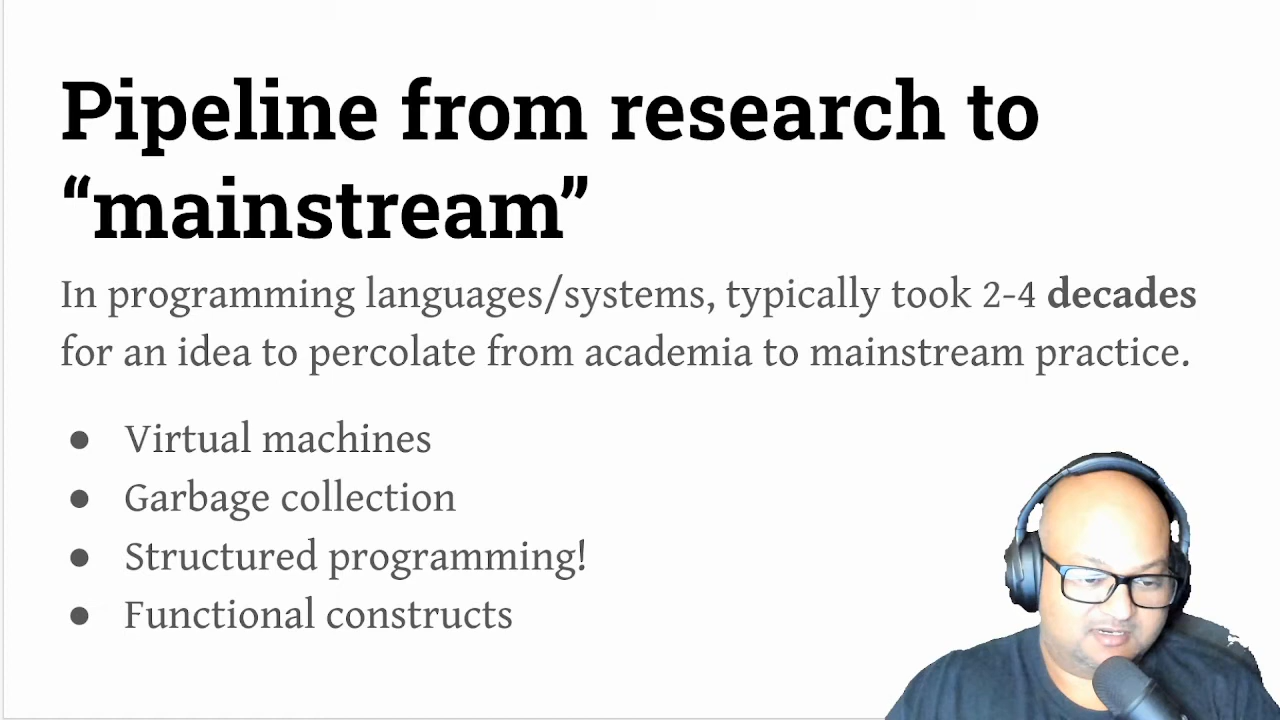 Pipeline from research to
“mainstream”
In programming languages/systems, typically took 2-4 decades
for an idea to percolate from academia to mainstream practice.
● Virtual machines
● Garbage collection
● Structured programming!
● Functional constructs